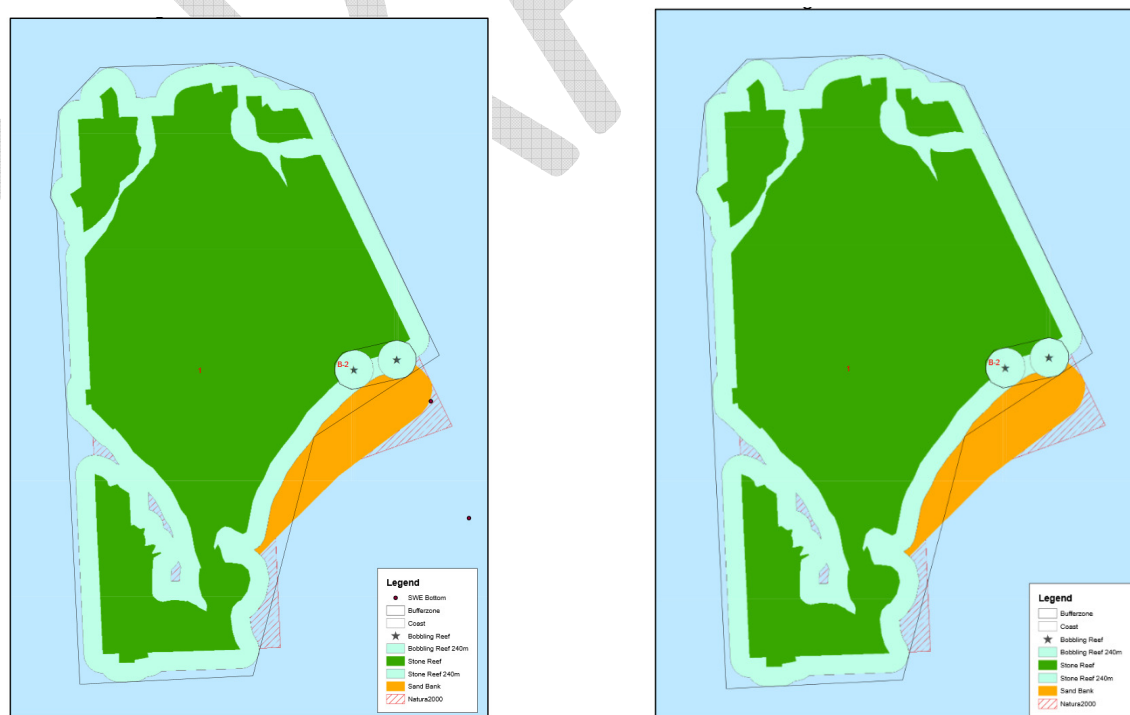 1
B-2
Legend
SWE Bottom
Bufferzone
Coast
Bobbling Reef
Bobbling Reef 240m
Stone Reef
Stone Reef 240m
Sand Bank
Natura2000
1
B-2
Legend
Bufferzone
Coast
Bobbling Reef
Bobbling Reef 240m
Stone Reef
Stone Reef 240m
Sand Bank
Natura2000